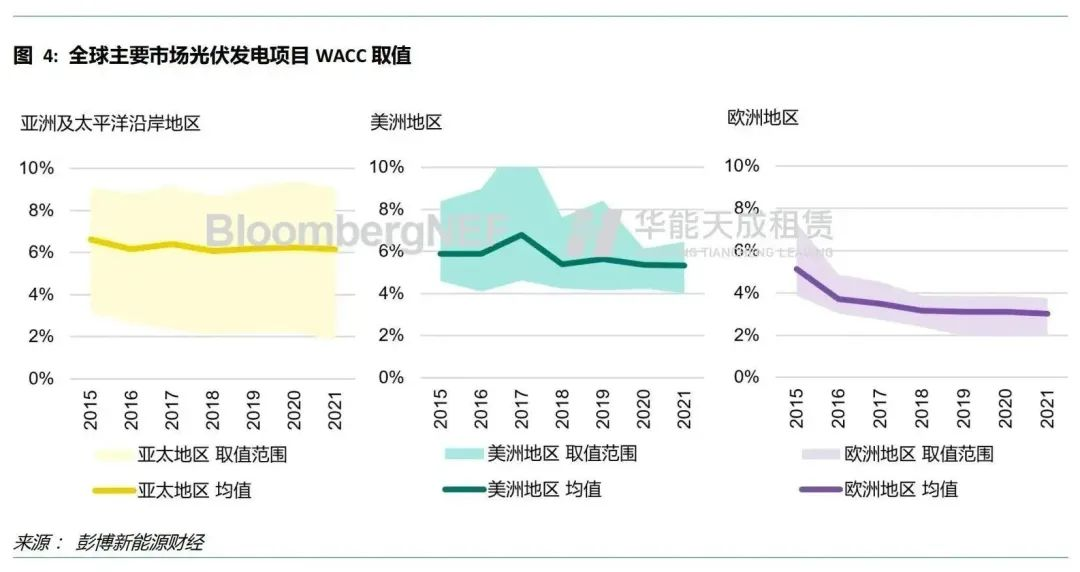 图 4: 全球主要市场光伏发电项目 WACC 取值
亚洲及太平洋沿岸地区
10%
8%
6%
4%
2%
0%
2015
2016
2017
2018
2019
2020
2021
亚太地区 取值范围
亚太地区 均值
美洲地区
10%
8%
6%
4%
2%
0%
2015
2016
2017
2018
2019
2020
2021
美洲地区 取值范围
美洲地区 均值
欧洲地区
10%
8%
6%
4%
2%
0%
2015
2016
2017
2018
2019
2020
2021
欧洲地区 取值范围
欧洲地区 均值
BloombergNEF
华能天成租赁
TIANCHENG LEASING
来源： 彭博新能源财经